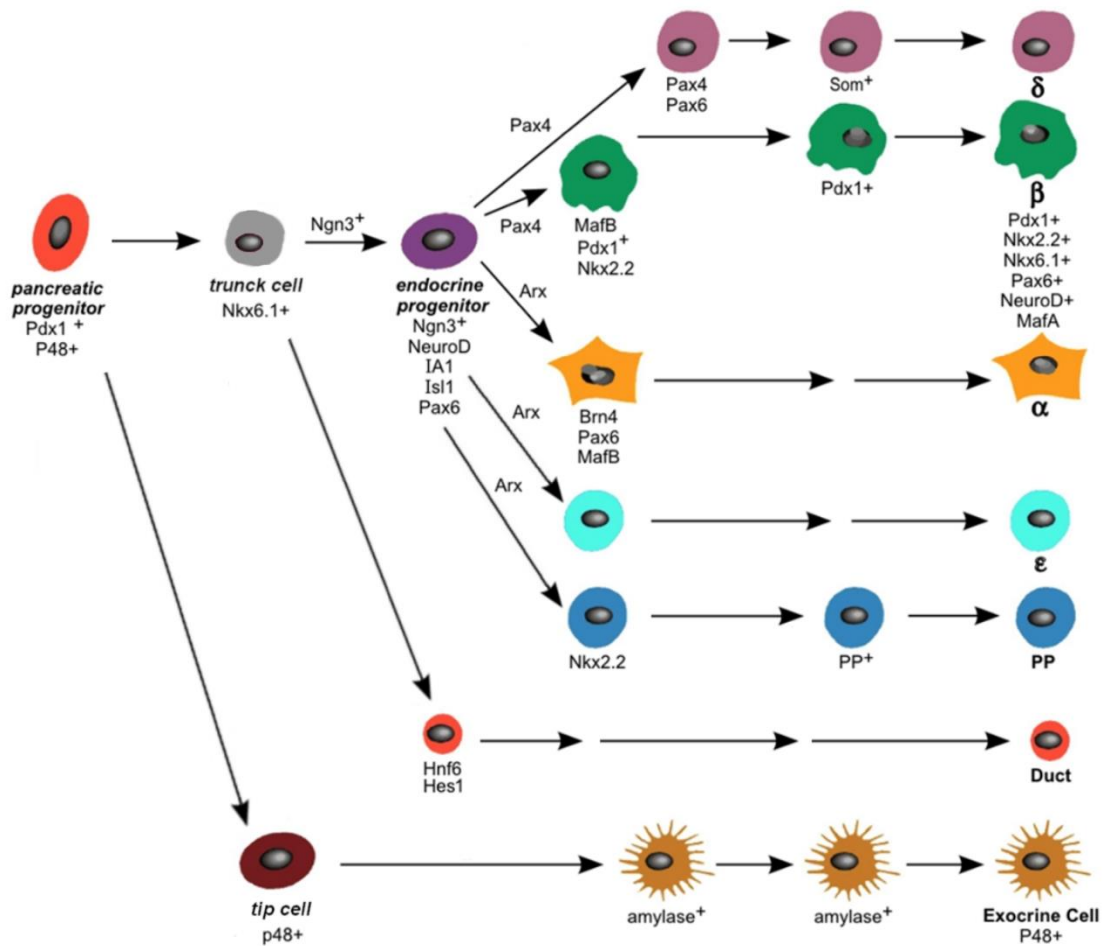 Pax4
Pax6
Som+
δ
Pax4
Pax4
MafB
Pdx1+
Nkx2.2
Pdx1+
β
Pdx1+
Nkx2.2+
Nkx6.1+
Pax6+
NeuroD+
MafA
pancreatic
progenitor
Pdx1 +
P48+
trunck cell
Nkx6.1+
Ngn3+
endocrine
progenitor
Ngn3+
NeuroD
IA1
Isl1
Pax6
Arx
Brn4
Pax6
MafB
α
Arx
ε
Arx
Nkx2.2
PP+
PP
Hnf6
Hes1
Duct
tip cell
p48+
amylase+
amylase+
Exocrine Cell
P48+